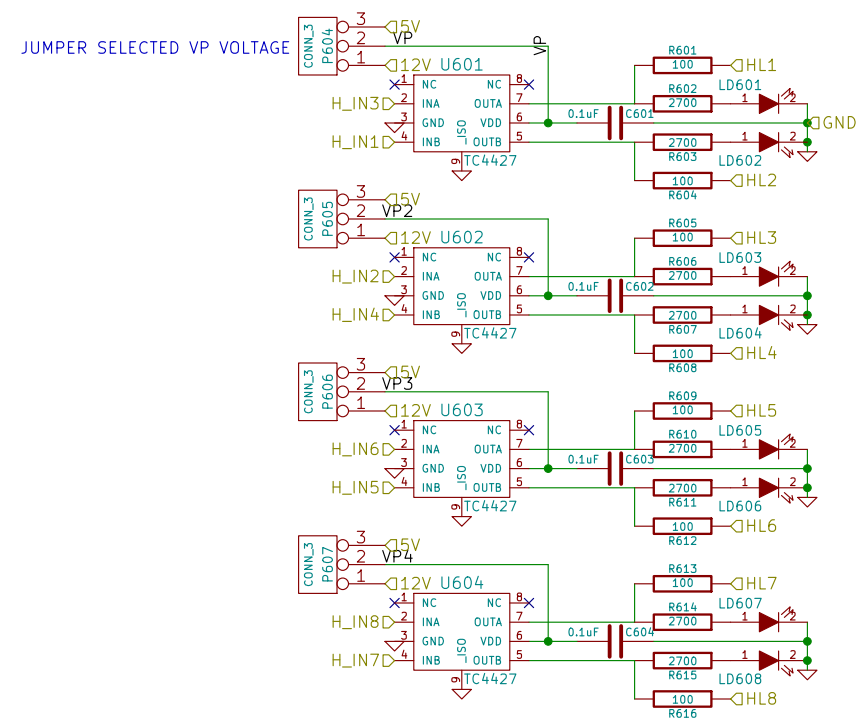 JUMPER SELECTED VP VOLTAGE
CONN_3
P604
3
2
1
5V
VP
12V
VP
U601
1 NC NC 8
H_IN3 2 INA OUTA 7
3 GND VDD 6
H_IN1 4 INB OUTB 5
_ISO
9
TC4427
0.1uF C601
R601
100
HL1
R602
2700
LD601
1 2
GND
2700
R603
1 2
LD602
100
R604
HL2
CONN_3
P605
3
2
1
5V
VP2
12V
U602
1 NC NC 8
H_IN2 2 INA OUTA 7
3 GND VDD 6
H_IN4 4 INB OUTB 5
_ISO
9
TC4427
0.1uF C602
R605
100
HL3
R606
2700
LD603
1 2
2700
R607
1 2
LD604
100
R608
HL4
CONN_3
P606
3
2
1
5V
VP3
12V
U603
1 NC NC 8
H_IN6 2 INA OUTA 7
3 GND VDD 6
H_IN5 4 INB OUTB 5
_ISO
9
TC4427
0.1uF C603
R609
100
HL5
R610
2700
LD605
1 2
2700
R611
1 2
LD606
100
R612
HL6
CONN_3
P607
3
2
1
5V
VP4
12V
U604
1 NC NC 8
H_IN8 2 INA OUTA 7
3 GND VDD 6
H_IN7 4 INB OUTB 5
_ISO
9
TC4427
0.1uF C604
R613
100
HL7
R614
2700
LD607
1 2
2700
R615
1 2
LD608
100
R616
HL8